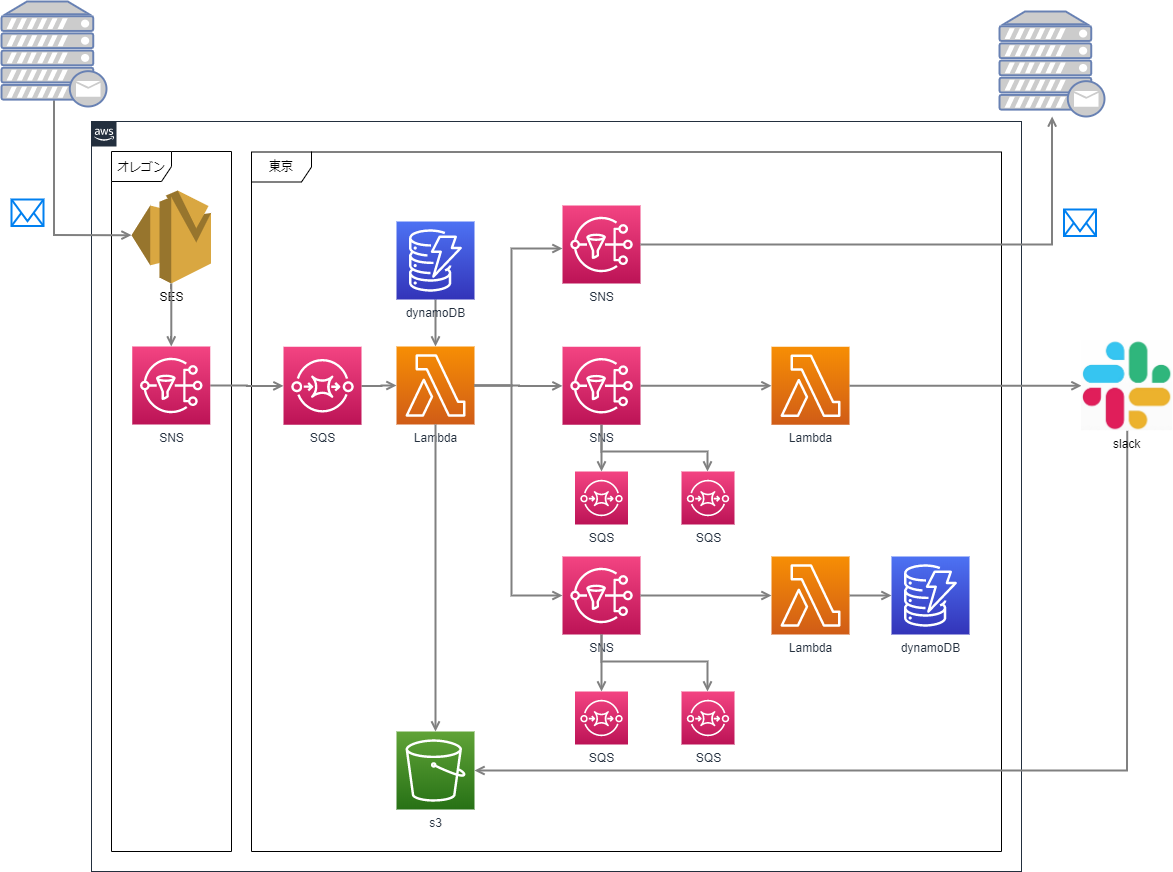 aws
オレゴン
東京
SES
dynamoDB
SNS
SNS
SQS
Lambda
SNS
Lambda
slack
SQS
SQS
SNS
Lambda
dynamoDB
SQS
SQS
s3